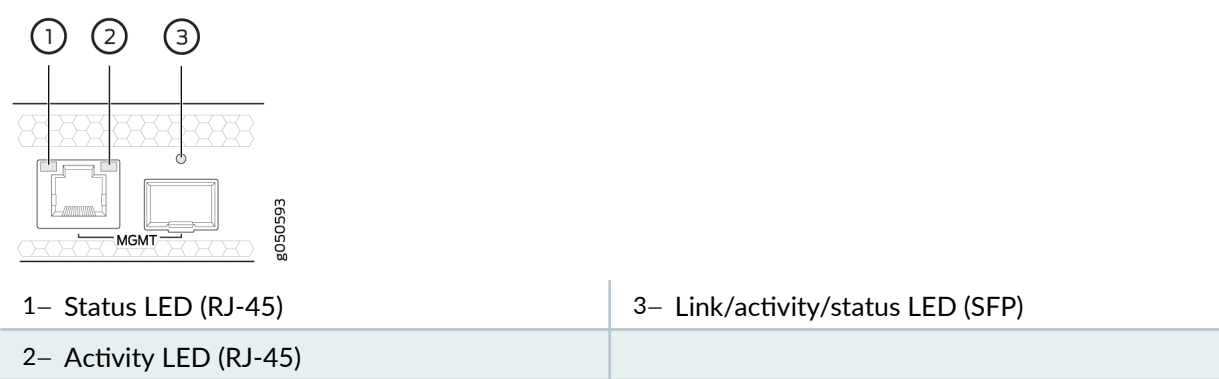 1 2 3
MGMT
g050593
1– Status LED (RJ-45)
3– Link/activity/status LED (SFP)
2– Activity LED (RJ-45)